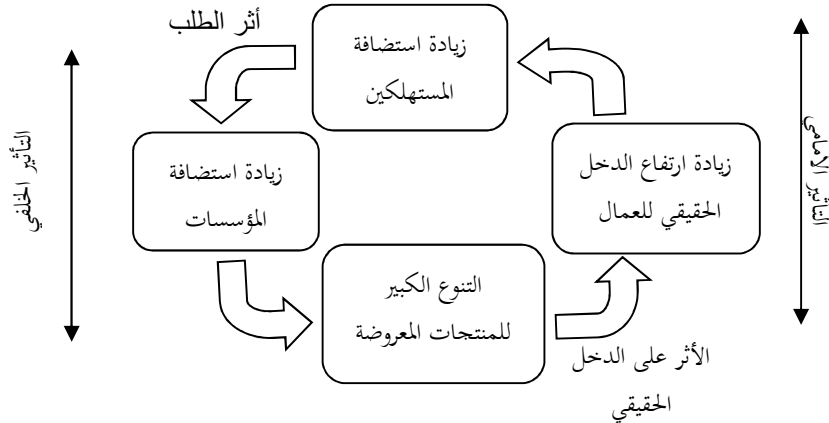 أثر الطلب
زيادة استضافة
المستهلكين
التأثير الامامي
التأثير الخلفي
زيادة ارتفاع الدخل
الحقيقي للعمال
زيادة استضافة
المؤسسات
التنوع الكبير
للمنتجات المعروضة
الأثر على الدخل
الحقيقي